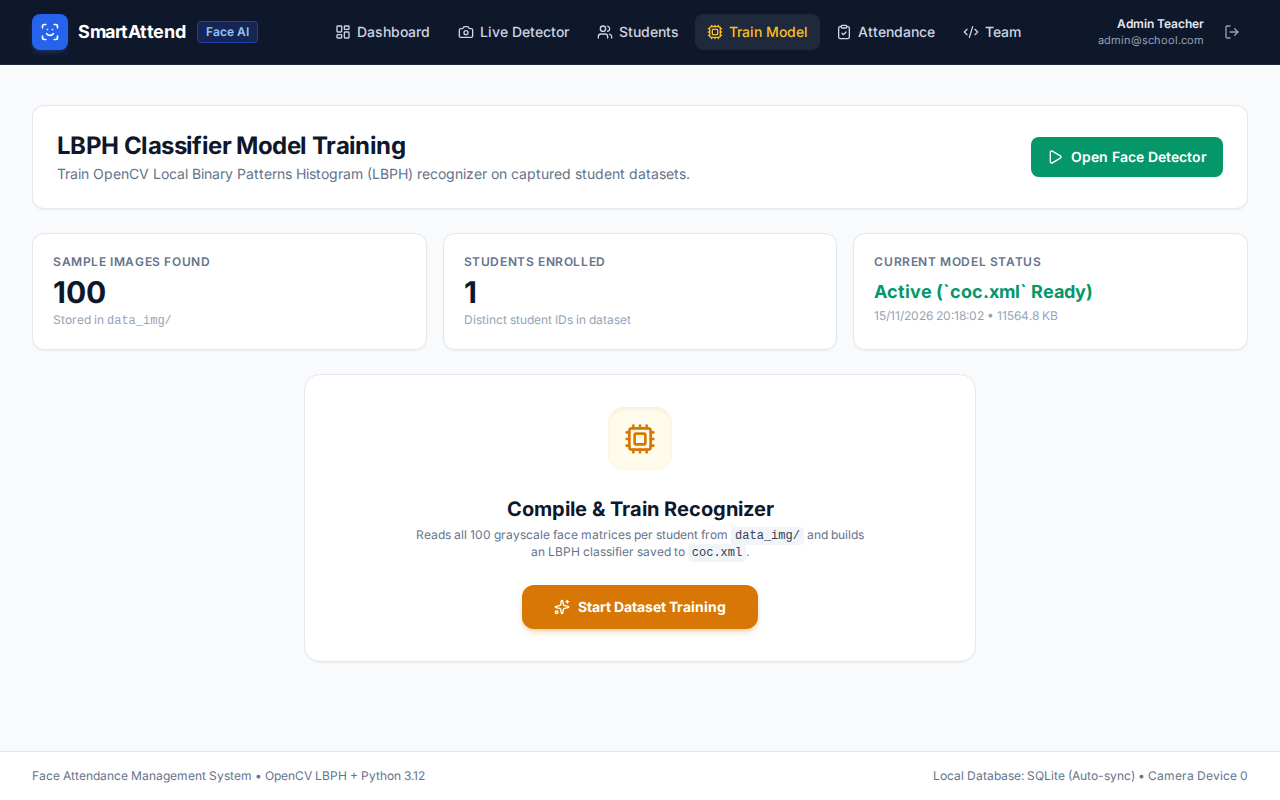 SmartAttend
Face AI
Dashboard
Live Detector
Students
Train Model
Attendance
Team
Admin Teacher
admin@school.com
LBPH Classifier Model Training
Train OpenCV Local Binary Patterns Histogram (LBPH) recognizer on captured student datasets.
Open Face Detector
SAMPLE IMAGES FOUND
100
Stored in data_img/
STUDENTS ENROLLED
1
Distinct student IDs in dataset
CURRENT MODEL STATUS
Active (`coc.xml` Ready)
15/11/2026 20:18:02 • 11564.8 KB
Compile & Train Recognizer
Reads all 100 grayscale face matrices per student from data_img/ and builds
an LBPH classifier saved to coc.xml.
Start Dataset Training
Face Attendance Management System • OpenCV LBPH + Python 3.12
Local Database: SQLite (Auto-sync) • Camera Device 0